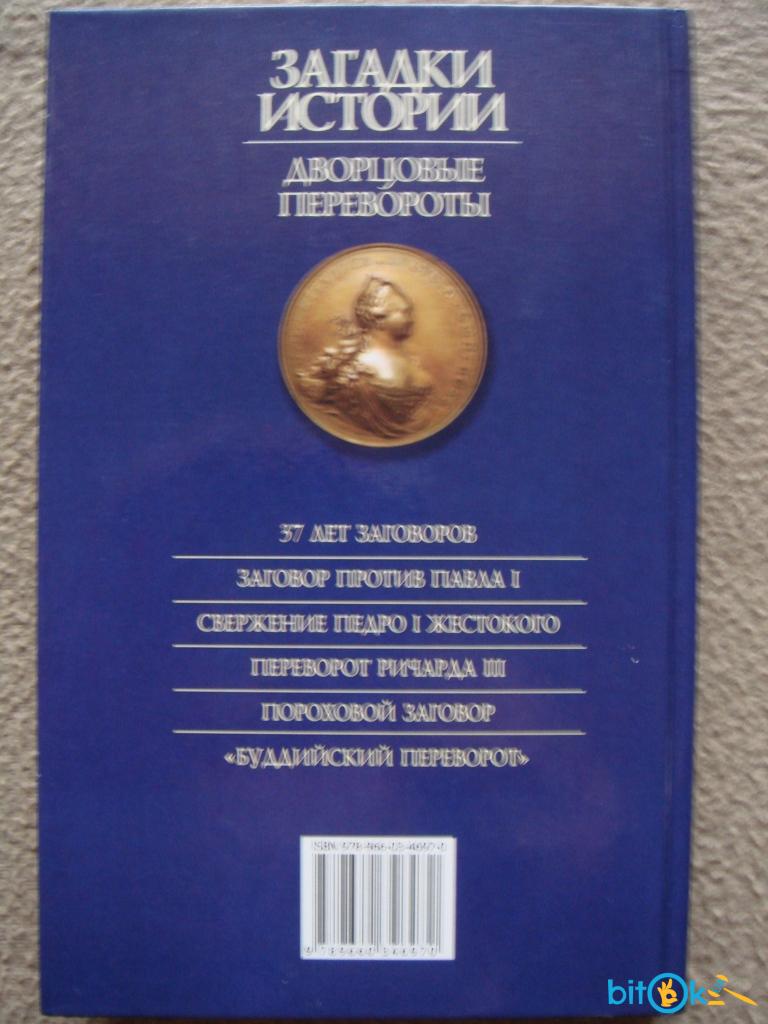 ЗАГАДКИ
ИСТОРИИ
ДВОРЦОВЫЕ
ПЕРЕВОРОТЫ
37 ЛЕТ ЗАГОВОРОВ
ЗАГОВОР ПРОТИВ ПАВЛА I
СВЕРЖЕНИЕ ПЕДРО I ЖЕСТОКОГО
ПЕРЕВОРОТ РИЧАРДА III
ПОРОХОВОЙ ЗАГОВОР
«БУДДИЙСКИЙ ПЕРЕВОРОТ»
ISBN
bitOk